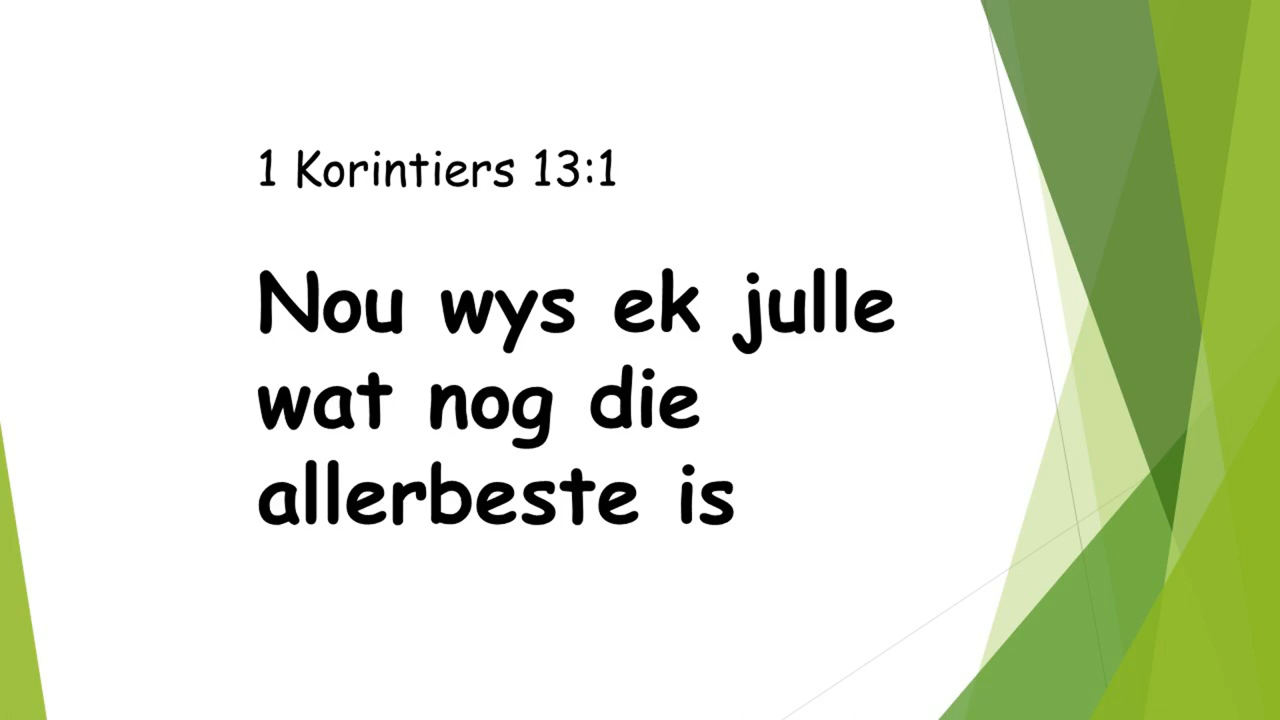 1 Korintiers 13:1
Nou wys ek julle
wat nog die
allerbeste is